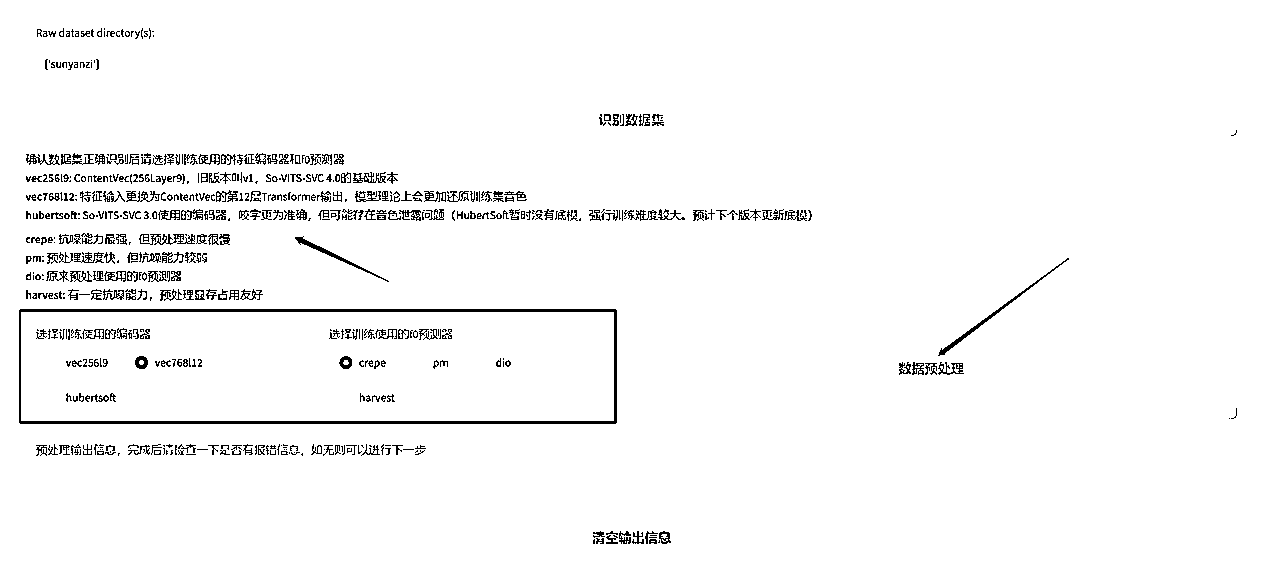 Raw dataset directory(s):
['sunyanzi']
识别数据集
确认数据集正确识别后请选择训练使用的特征编码器和f0预测器
vec256l9: ContentVec(256Layer9)，旧版本叫v1，So-VITS-SVC 4.0的基础版本
vec768l12: 特征输入更换为ContentVec的第12层Transformer输出，模型理论上会更加还原训练集音色
hubertsoft: So-VITS-SVC 3.0使用的编码器，咬字更为准确，但可能存在音色泄露问题（HubertSoft暂时没有底模，强行训练难度较大。预计下个版本更新底模）
crepe: 抗噪能力最强，但预处理速度很慢
pm: 预处理速度快，但抗噪能力较弱
dio: 原来预处理使用的f0预测器
harvest: 有一定抗噪能力，预处理显存占用友好
选择训练使用的编码器 选择训练使用的f0预测器
vec256l9 vec768l12 crepe pm dio
数据预处理
hubertsoft harvest
预处理输出信息，完成后请检查一下是否有报错信息，如无则可以进行下一步
清空输出信息